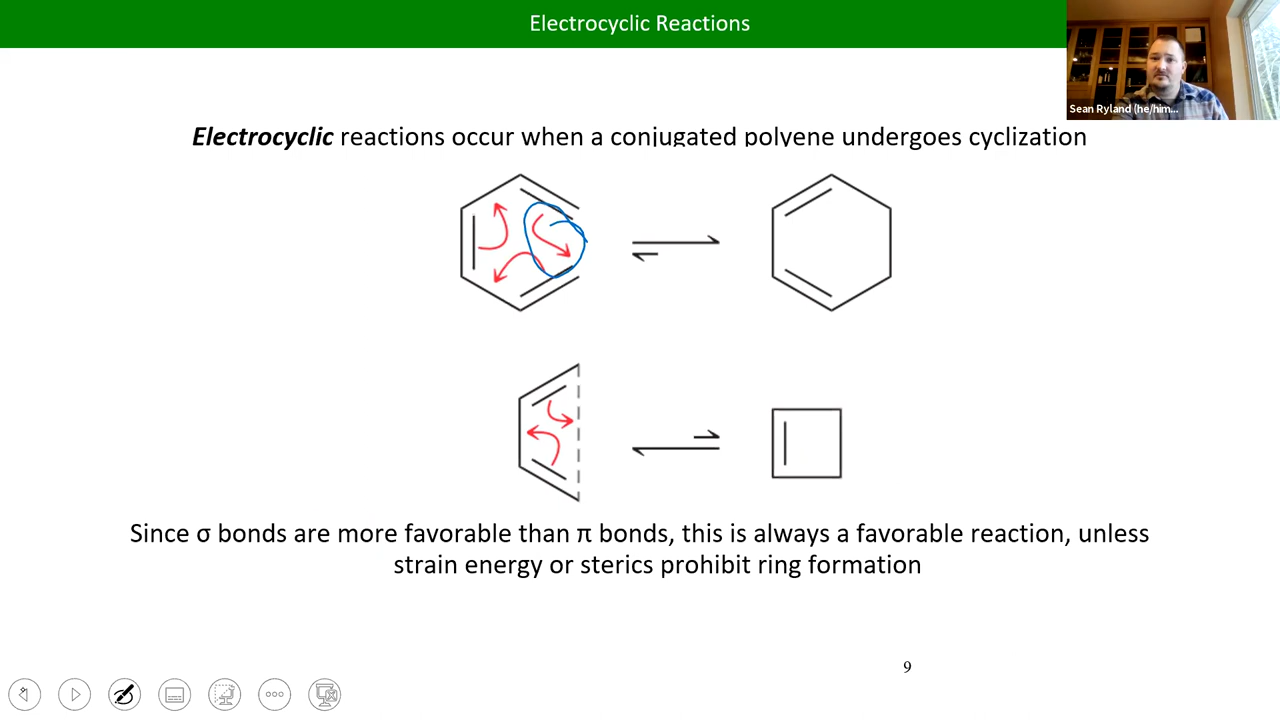 Electrocyclic Reactions
Sean Ryland (he/him...
Electrocyclic reactions occur when a conjugated polyene undergoes cyclization
Since σ bonds are more favorable than π bonds, this is always a favorable reaction, unless
strain energy or sterics prohibit ring formation
9